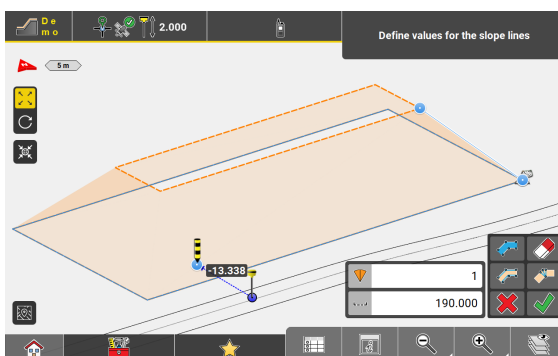 De
mo
2.000
Define values for the slope lines
5 m
-13.338
1
190.000